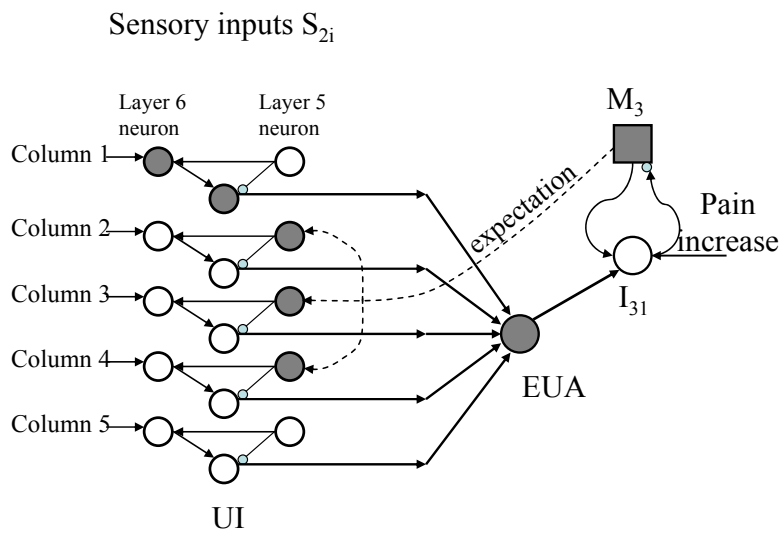 Sensory inputs S2i
Layer 6
neuron
Layer 5
neuron
M3
Column 1
Column 2
Column 3
Column 4
Column 5
expectation
Pain
increase
I31
EUA
UI